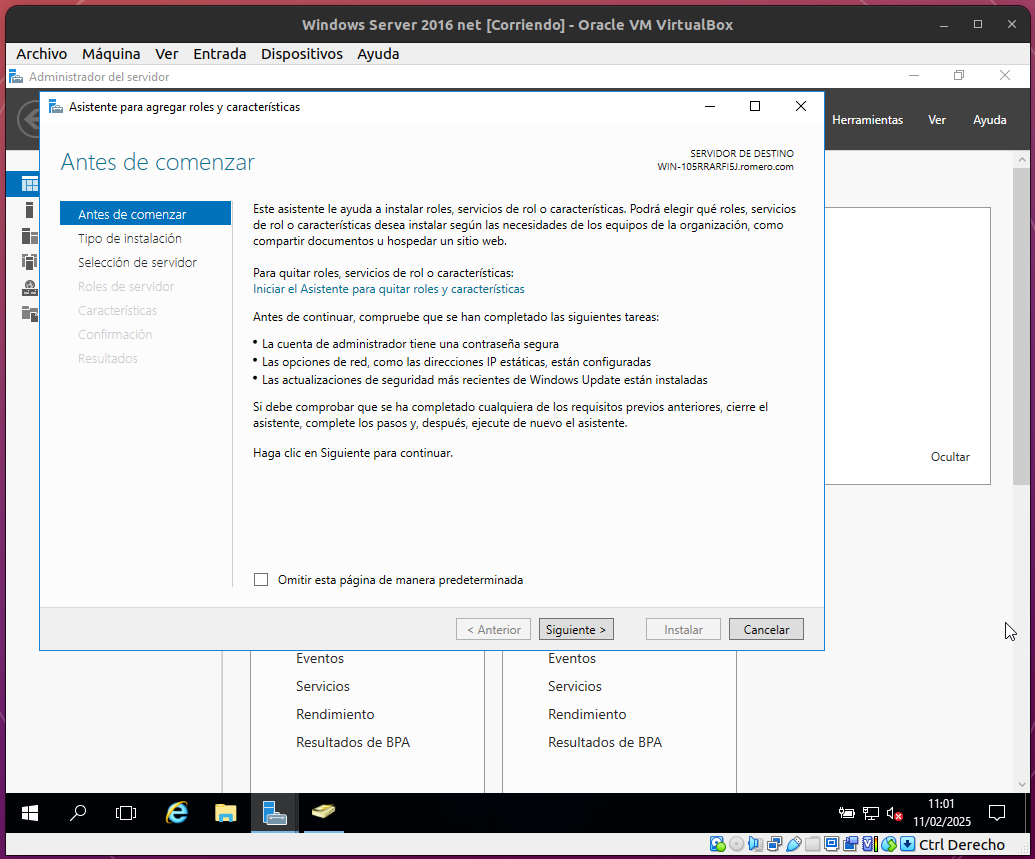 Windows Server 2016 net [Corriendo] - Oracle VM VirtualBox
Archivo Máquina Ver Entrada Dispositivos Ayuda
Administrador del servidor
Herramientas Ver Ayuda
Asistente para agregar roles y características
Antes de comenzar
SERVIDOR DE DESTINO
WIN-105RRARFI5J.romero.com
Antes de comenzar
Tipo de instalación
Selección de servidor
Roles de servidor
Características
Confirmación
Resultados
Este asistente le ayuda a instalar roles, servicios de rol o características. Podrá elegir qué roles, servicios
de rol o características desea instalar según las necesidades de los equipos de la organización, como
compartir documentos u hospedar un sitio web.
Para quitar roles, servicios de rol o características:
Iniciar el Asistente para quitar roles y características
Antes de continuar, compruebe que se han completado las siguientes tareas:
• La cuenta de administrador tiene una contraseña segura
• Las opciones de red, como las direcciones IP estáticas, están configuradas
• Las actualizaciones de seguridad más recientes de Windows Update están instaladas
Si debe comprobar que se ha completado cualquiera de los requisitos previos anteriores, cierre el
asistente, complete los pasos y, después, ejecute de nuevo el asistente.
Haga clic en Siguiente para continuar.
Omitir esta página de manera predeterminada
< Anterior Siguiente > Instalar Cancelar
Ocultar
Eventos
Servicios
Rendimiento
Resultados de BPA
Eventos
Servicios
Rendimiento
Resultados de BPA
11:01
11/02/2025
Ctrl Derecho